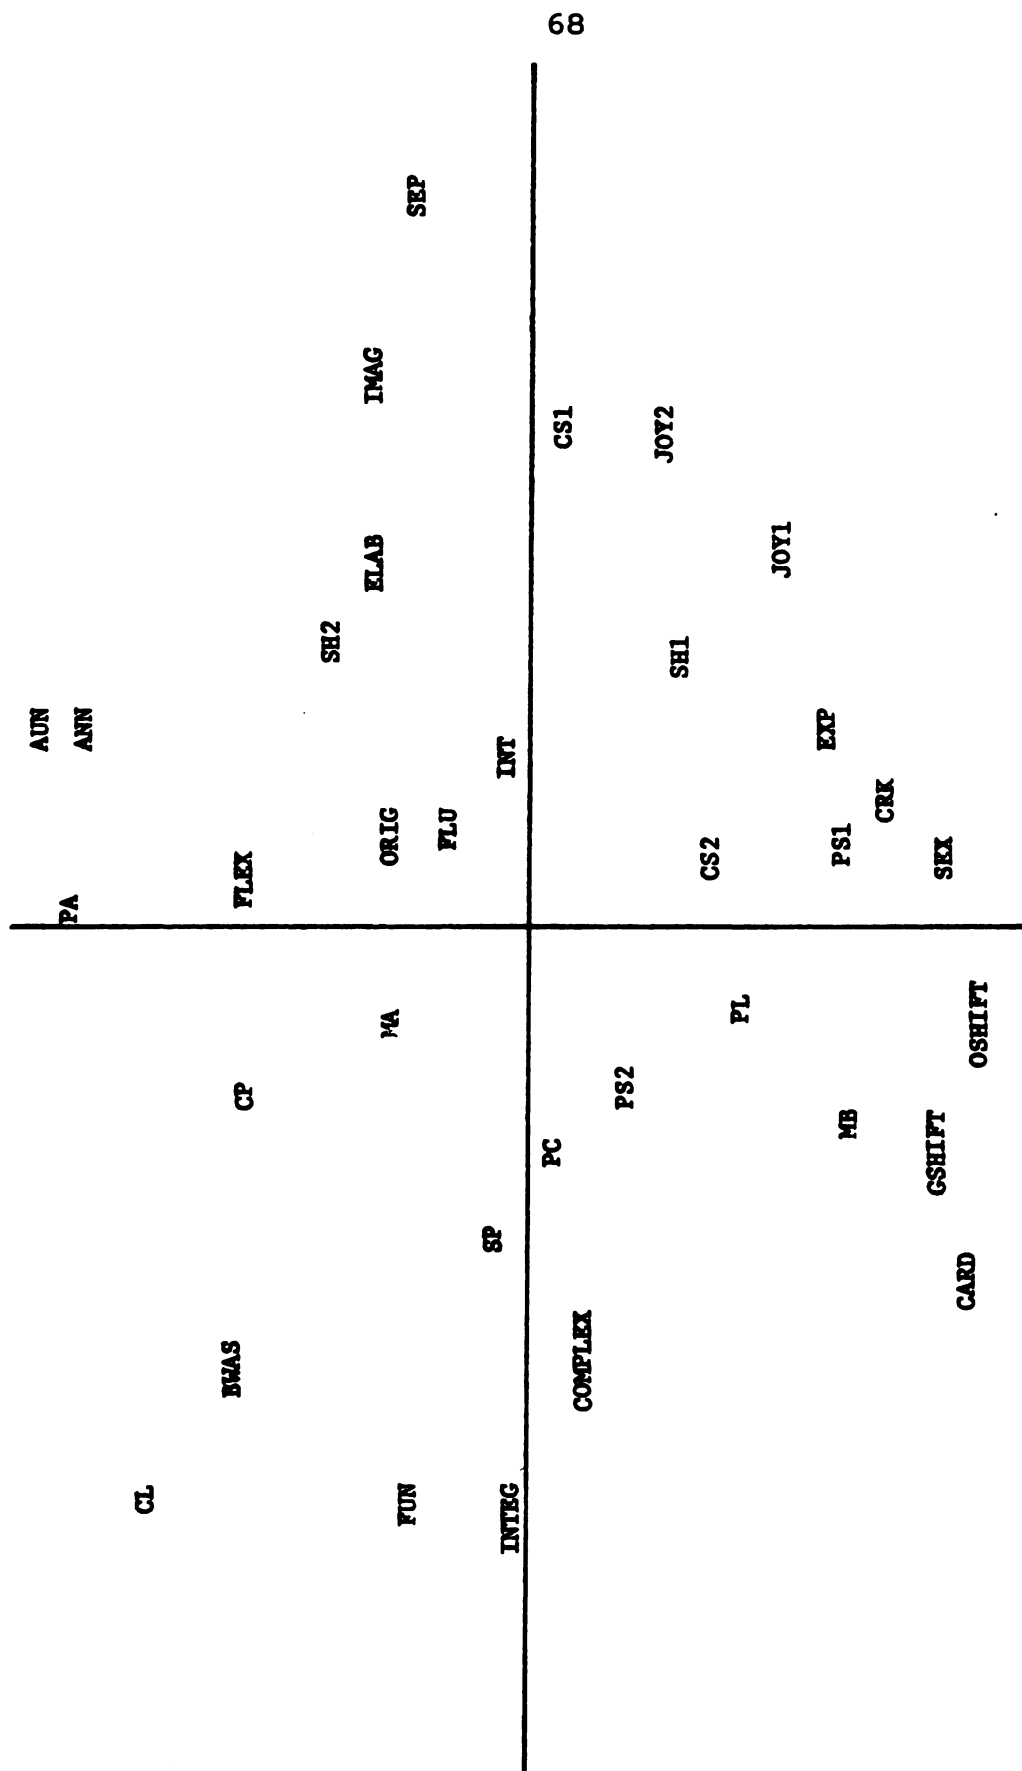 68
AUN
PA
ANN
CL
BWAS
CP
FLEX
SH2
ELAB
IMAG
MA
ORIG
FUN
SEP
FLU
SP
INTEG
INT
PC
CS1
COMPLEX
PS2
JOY2
SH1
CS2
PL
JOY1
EXP
PS1
MB
CRK
GSHIFT
SEX
CARD
OSHIFT